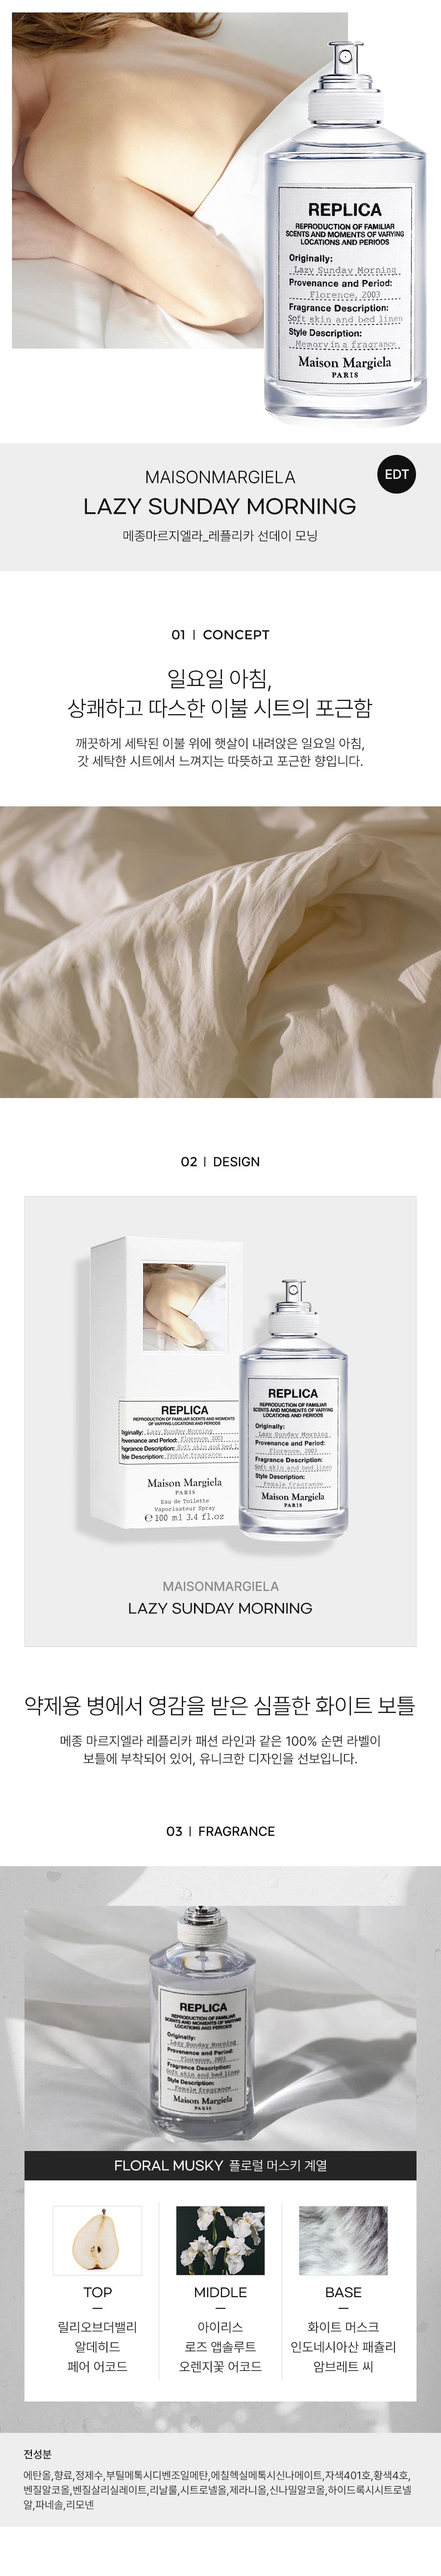 REPLICA
REPRODUCTION OF FAMILIAR
SCENTS AND MOMENTS OF VARYING
LOCATIONS AND PERIODS
Originally:
Lazy Sunday Morning
Provenance and Period:
Florence, 2003
Fragrance Description:
Soft skin and bed linen
Style Description:
Memory in a fragrance
Maison Margiela
PARIS
EDT
MAISONMARGIELA
LAZY SUNDAY MORNING
메종마르지엘라_레플리카 선데이 모닝
01 | CONCEPT
일요일 아침,
상쾌하고 따스한 이불 시트의 포근함
깨끗하게 세탁된 이불 위에 햇살이 내려앉은 일요일 아침,
갓 세탁한 시트에서 느껴지는 따뜻하고 포근한 향입니다.
02 | DESIGN
REPLICA
REPRODUCTION OF FAMILIAR SCENTS AND MOMENTS
OF VARYING LOCATIONS AND PERIODS
Originally: Lazy Sunday Morning
Provenance and Period: Florence, 2003
Fragrance Description: Soft skin and bed l
Style Description: Female fragrance
Maison Margiela
PARIS
Eau de Toilette
Vaporisateur Spray
℮ 100 ml 3.4 fl.oz
REPLICA
REPRODUCTION OF FAMILIAR
SCENTS AND MOMENTS OF VARYING
LOCATIONS AND PERIODS
Originally:
Lazy Sunday Morning
Provenance and Period:
Florence, 2003
Fragrance Description:
Soft skin and bed linen
Style Description:
Female fragrance
Maison Margiela
PARIS
MAISONMARGIELA
LAZY SUNDAY MORNING
약제용 병에서 영감을 받은 심플한 화이트 보틀
메종 마르지엘라 레플리카 패션 라인과 같은 100% 순면 라벨이
보틀에 부착되어 있어, 유니크한 디자인을 선보입니다.
03 | FRAGRANCE
REPLICA
REPRODUCTION OF FAMILIAR
SCENTS AND MOMENTS OF VARYING
LOCATIONS AND PERIODS
Originally:
Lazy Sunday Morning
Provenance and Period:
Florence, 2003
Fragrance Description:
Soft skin and bed linen
Style Description:
Female fragrance
Maison Margiela
PARIS
FLORAL MUSKY 플로럴 머스키 계열
TOP
릴리오브더밸리
알데히드
페어 어코드
MIDDLE
아이리스
로즈 앱솔루트
오렌지꽃 어코드
BASE
화이트 머스크
인도네시아산 패츌리
암브레트 씨
전성분
에탄올,향료,정제수,부틸메톡시디벤조일메탄,에칠헥실메톡시신나메이트,자색401호,황색4호,
벤질알코올,벤질살리실레이트,리날룰,시트로넬올,제라니올,신나밀알코올,하이드록시시트로넬
알,파네솔,리모넨